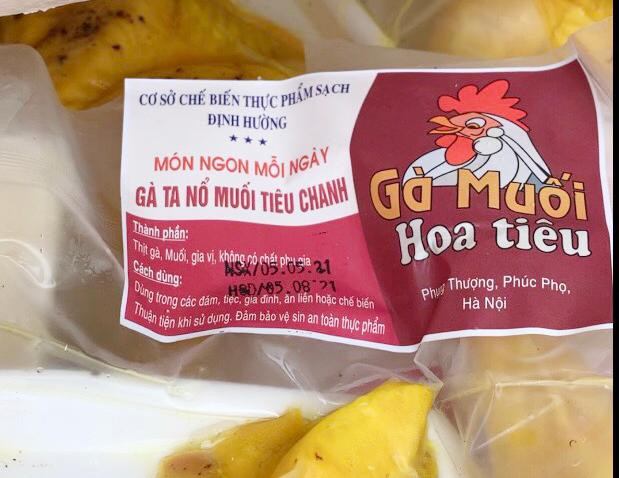 CƠ SỞ CHẾ BIẾN THỰC PHẨM SẠCH
ĐỊNH HƯỜNG
MÓN NGON MỖI NGÀY
GÀ TA NỔ MUỐI TIÊU CHANH
Thành phần:
Thịt gà, Muối, gia vị, không có chất phụ gia
NSX/05.05.21
Cách dùng:
HSD/05.08 21
Dùng trong các đám, tiệc, gia đình, ăn liền hoặc chế biến
Thuận tiện khi sử dụng. Đảm bảo vệ sin an toàn thực phẩm
Gà Muối
Hoa tiêu
Phụng Thượng, Phúc Phọ,
Hà Nội